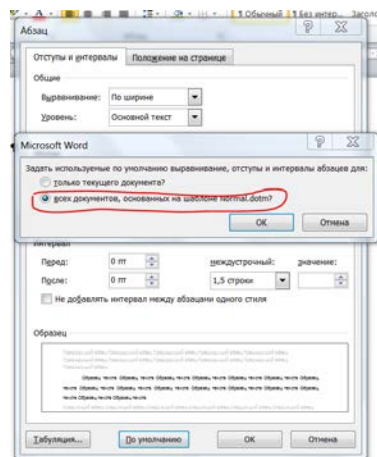 1 Обычный
Абзац
Отступы и интервалы
Положение на странице
Общие
Выравнивание:
По ширине
Уровень:
Основной текст
Microsoft Word
Задать используемые по умолчанию выравнивание, отступы и интервалы абзацев для:
только текущего документа?
всех документов, основанных на шаблоне Normal.dotm?
ОК
Отмена
Интервал
Перед:
0 пт
междустрочный:
значение:
После:
0 пт
1,5 строки
Не добавлять интервал между абзацами одного стиля
Образец
Табуляция...
По умолчанию
ОК
Отмена